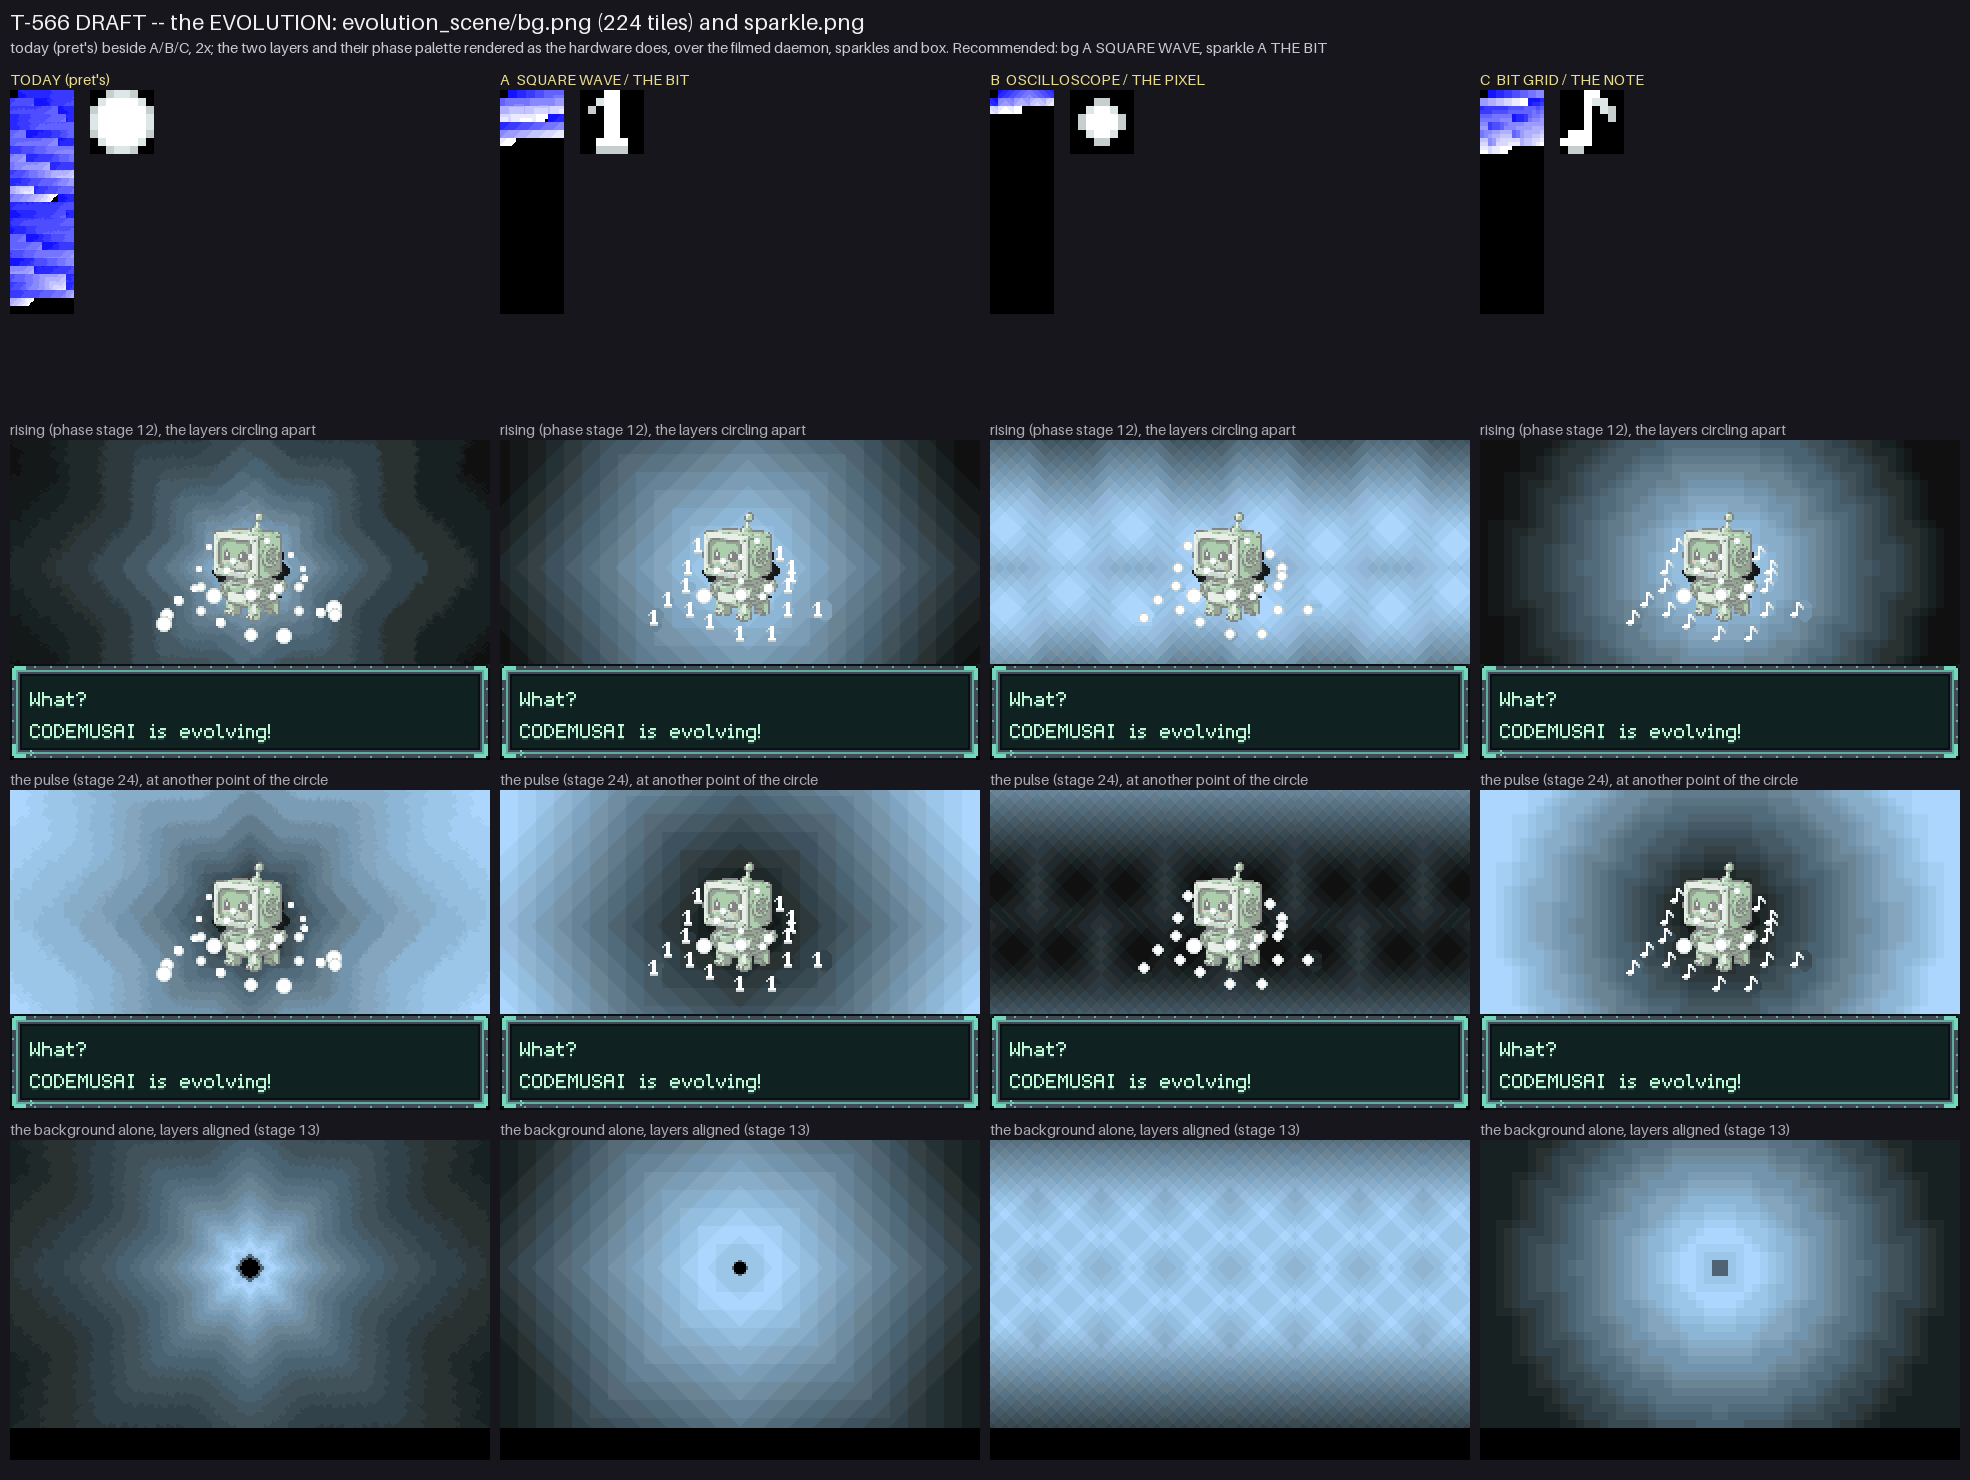 T-566 DRAFT -- the EVOLUTION: evolution_scene/bg.png (224 tiles) and sparkle.png
today (pret's) beside A/B/C, 2x; the two layers and their phase palette rendered as the hardware does, over the filmed daemon, sparkles and box. Recommended: bg A SQUARE WAVE, sparkle A THE BIT
TODAY (pret's)
A SQUARE WAVE / THE BIT
B OSCILLOSCOPE / THE PIXEL
C BIT GRID / THE NOTE
rising (phase stage 12), the layers circling apart
rising (phase stage 12), the layers circling apart
rising (phase stage 12), the layers circling apart
rising (phase stage 12), the layers circling apart
What?
CODEMUSAI is evolving!
What?
CODEMUSAI is evolving!
What?
CODEMUSAI is evolving!
What?
CODEMUSAI is evolving!
the pulse (stage 24), at another point of the circle
the pulse (stage 24), at another point of the circle
the pulse (stage 24), at another point of the circle
the pulse (stage 24), at another point of the circle
What?
CODEMUSAI is evolving!
What?
CODEMUSAI is evolving!
What?
CODEMUSAI is evolving!
What?
CODEMUSAI is evolving!
the background alone, layers aligned (stage 13)
the background alone, layers aligned (stage 13)
the background alone, layers aligned (stage 13)
the background alone, layers aligned (stage 13)